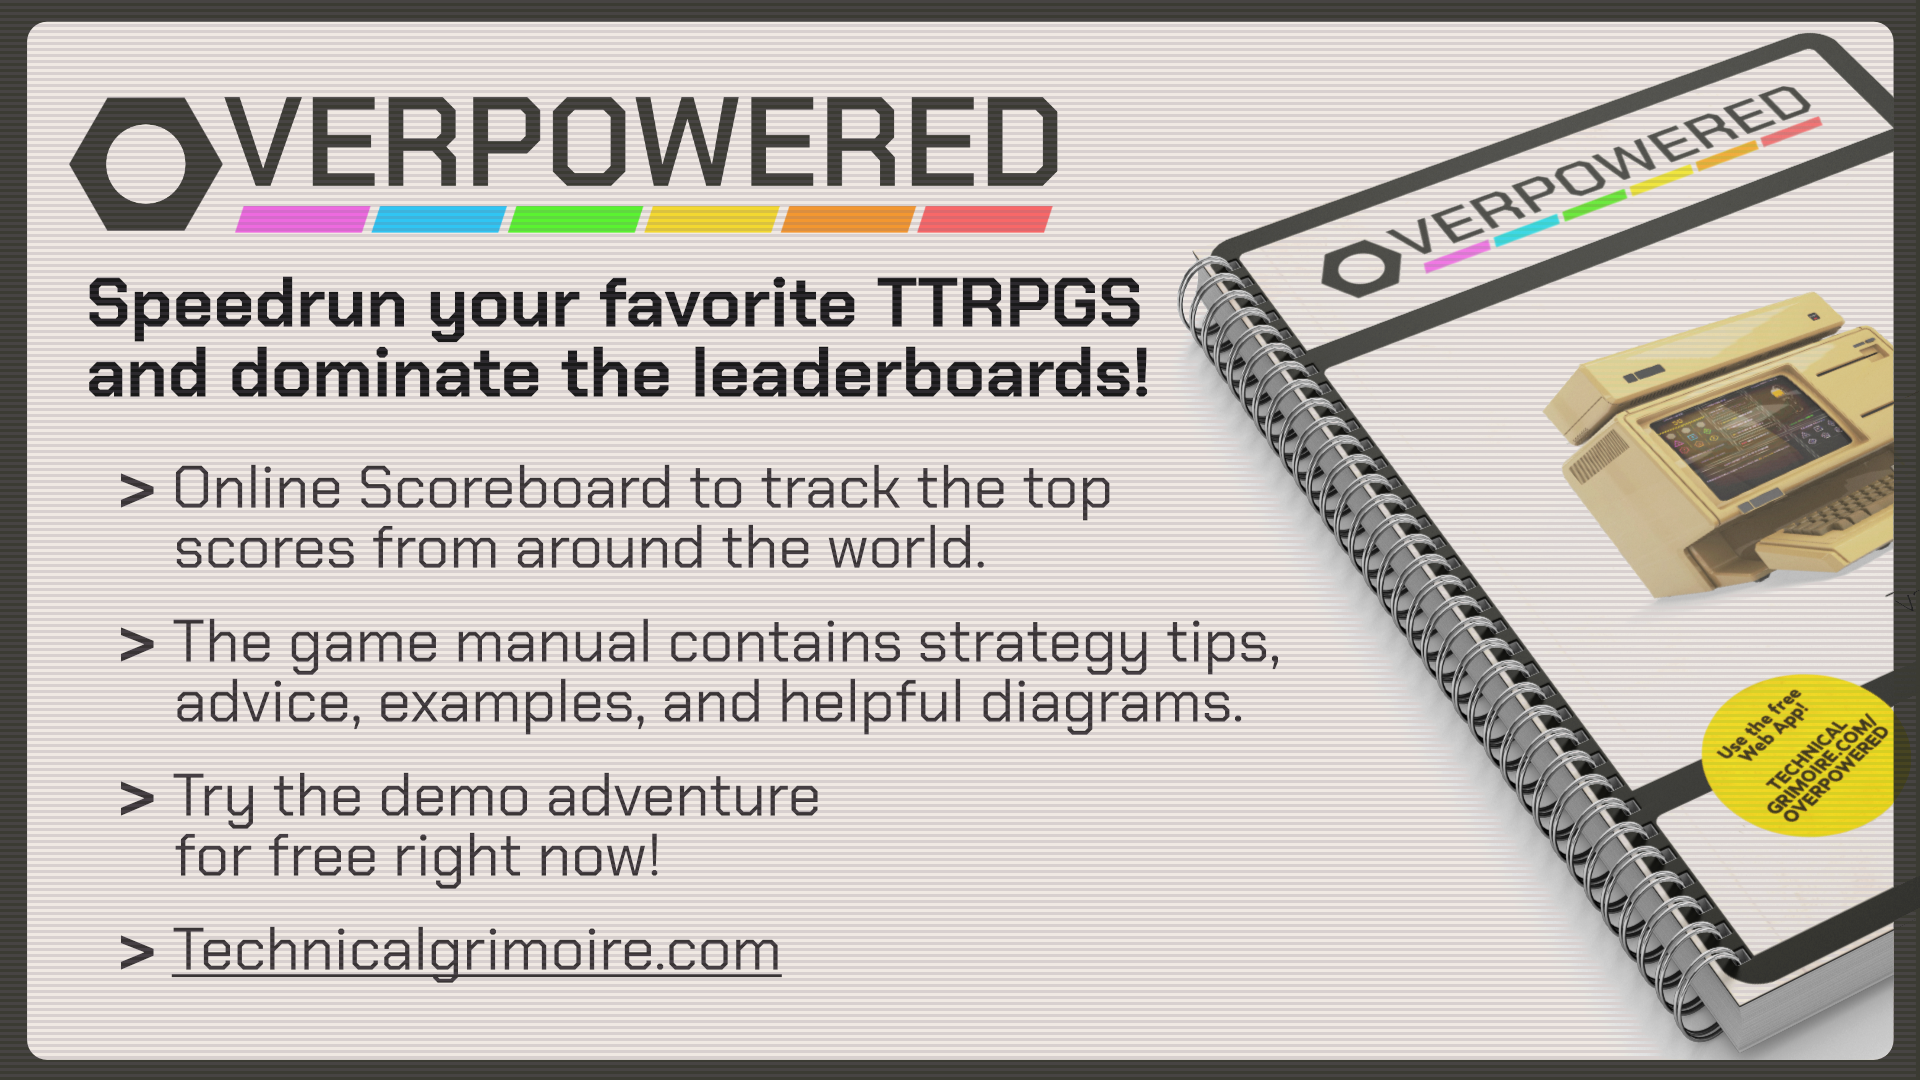 OVERPOWERED
Speedrun your favorite TTRPGS
and dominate the leaderboards!
> Online Scoreboard to track the top
scores from around the world.
> The game manual contains strategy tips,
advice, examples, and helpful diagrams.
> Try the demo adventure
for free right now!
> Technicalgrimoire.com
OVERPOWERED
Use the free
Web App!
TECHNICAL
GRIMOIRE.COM/
OVERPOWERED